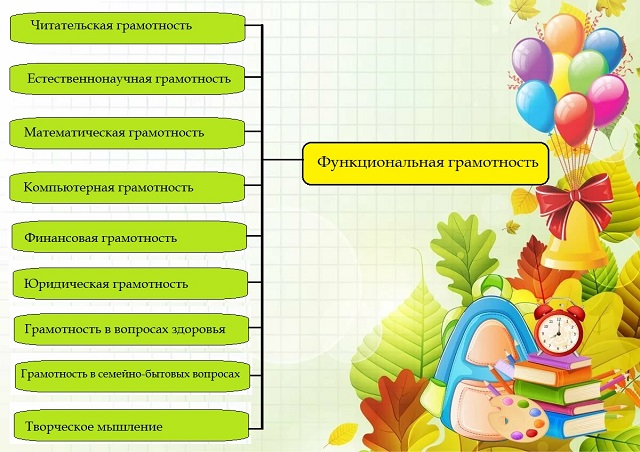 Читательская грамотность
Естественнонаучная грамотность
Математическая грамотность
Функциональная грамотность
Компьютерная грамотность
Финансовая грамотность
Юридическая грамотность
Грамотность в вопросах здоровья
Грамотность в семейно-бытовых вопросах
Творческое мышление